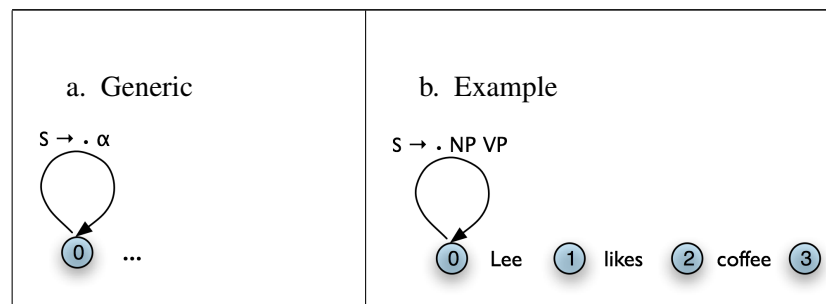 a. Generic
S → . α
0 ...
b. Example
S → . NP VP
0 Lee 1 likes 2 coffee 3